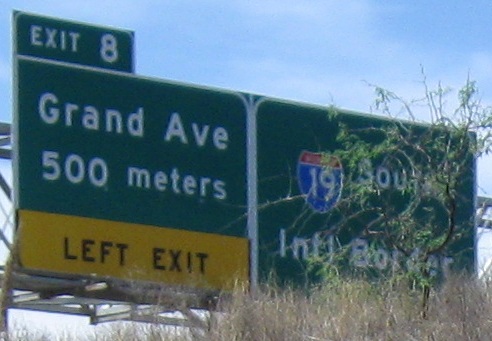 EXIT 8
Grand Ave
500 meters
LEFT EXIT
19 South
Int'l Border